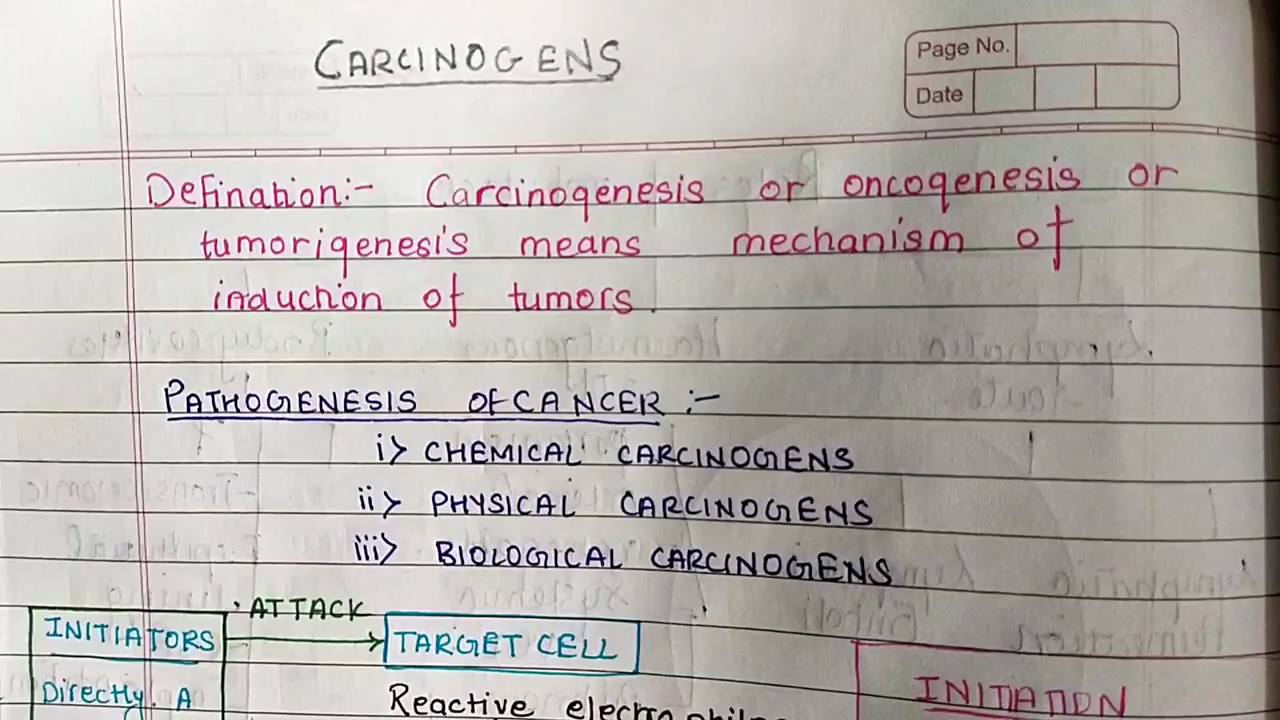 CARCINOGENS
Page No.
Date
Defination:- Carcinogenesis or oncogenesis or
tumorigenesis means mechanism of
induction of tumors.
PATHOGENESIS OF CANCER :-
i> CHEMICAL CARCINOGENS
ii> PHYSICAL CARCINOGENS
iii> BIOLOGICAL CARCINOGENS
ATTACK
INITIATORS TARGET CELL
Directly. A
Reactive
INITIATION